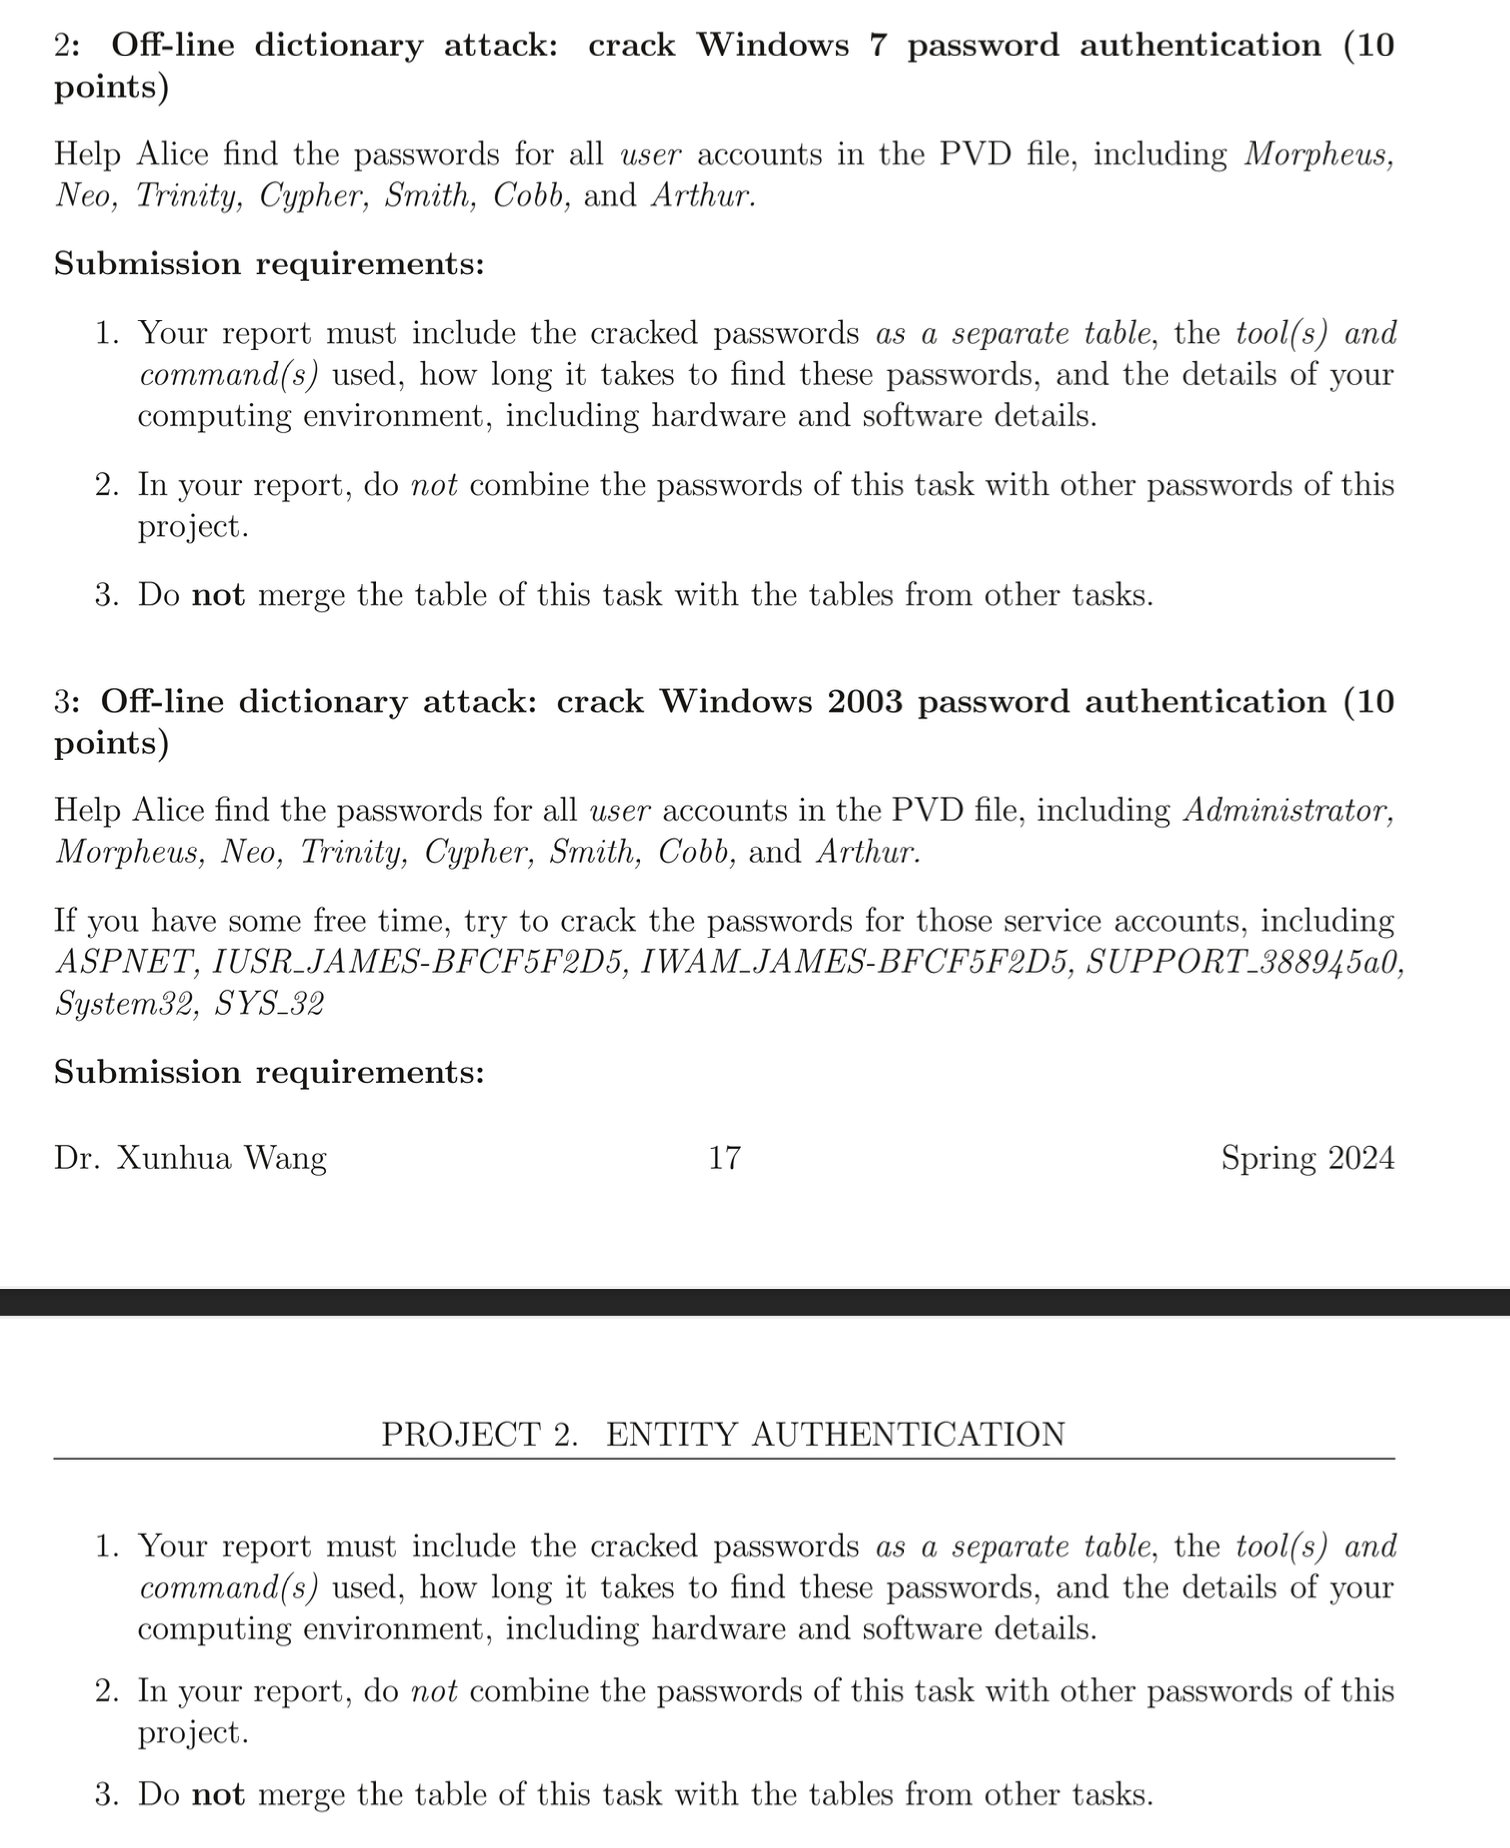 2: Off-line dictionary attack: crack Windows 7 password authentication (10
points)
Help Alice find the passwords for all user accounts in the PVD file, including Morpheus,
Neo, Trinity, Cypher, Smith, Cobb, and Arthur.
Submission requirements:
1. Your report must include the cracked passwords as a separate table, the tool(s) and
command(s) used, how long it takes to find these passwords, and the details of your
computing environment, including hardware and software details.
2. In your report, do not combine the passwords of this task with other passwords of this
project.
3. Do not merge the table of this task with the tables from other tasks.
3: Off-line dictionary attack: crack Windows 2003 password authentication (10
points)
Help Alice find the passwords for all user accounts in the PVD file, including Administrator,
Morpheus, Neo, Trinity, Cypher, Smith, Cobb, and Arthur.
If you have some free time, try to crack the passwords for those service accounts, including
ASPNET, IUSR_JAMES-BFCF5F2D5, IWAM_JAMES-BFCF5F2D5, SUPPORT_388945a0,
System32, SYS_32
Submission requirements:
Dr. Xunhua Wang 17 Spring 2024
PROJECT 2. ENTITY AUTHENTICATION
1. Your report must include the cracked passwords as a separate table, the tool(s) and
command(s) used, how long it takes to find these passwords, and the details of your
computing environment, including hardware and software details.
2. In your report, do not combine the passwords of this task with other passwords of this
project.
3. Do not merge the table of this task with the tables from other tasks.